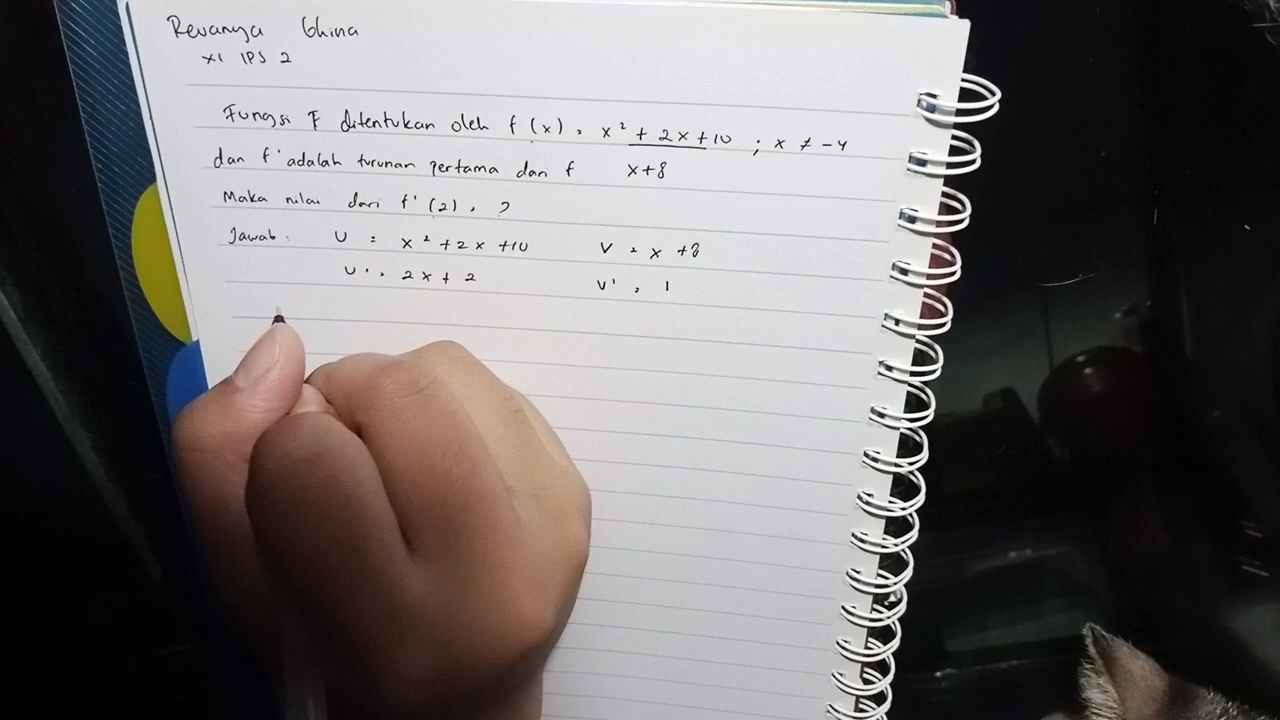 Revanya Ghina
XI IPS 2
Fungsi F ditentukan oleh f(x) = x² + 2x + 10 ; x ≠ -4
dan f' adalah turunan pertama dari f x+8
Maka nilai dari f'(2) = ?
Jawab : U = x² + 2x + 10 V = x + 8
U' = 2x + 2 V' = 1